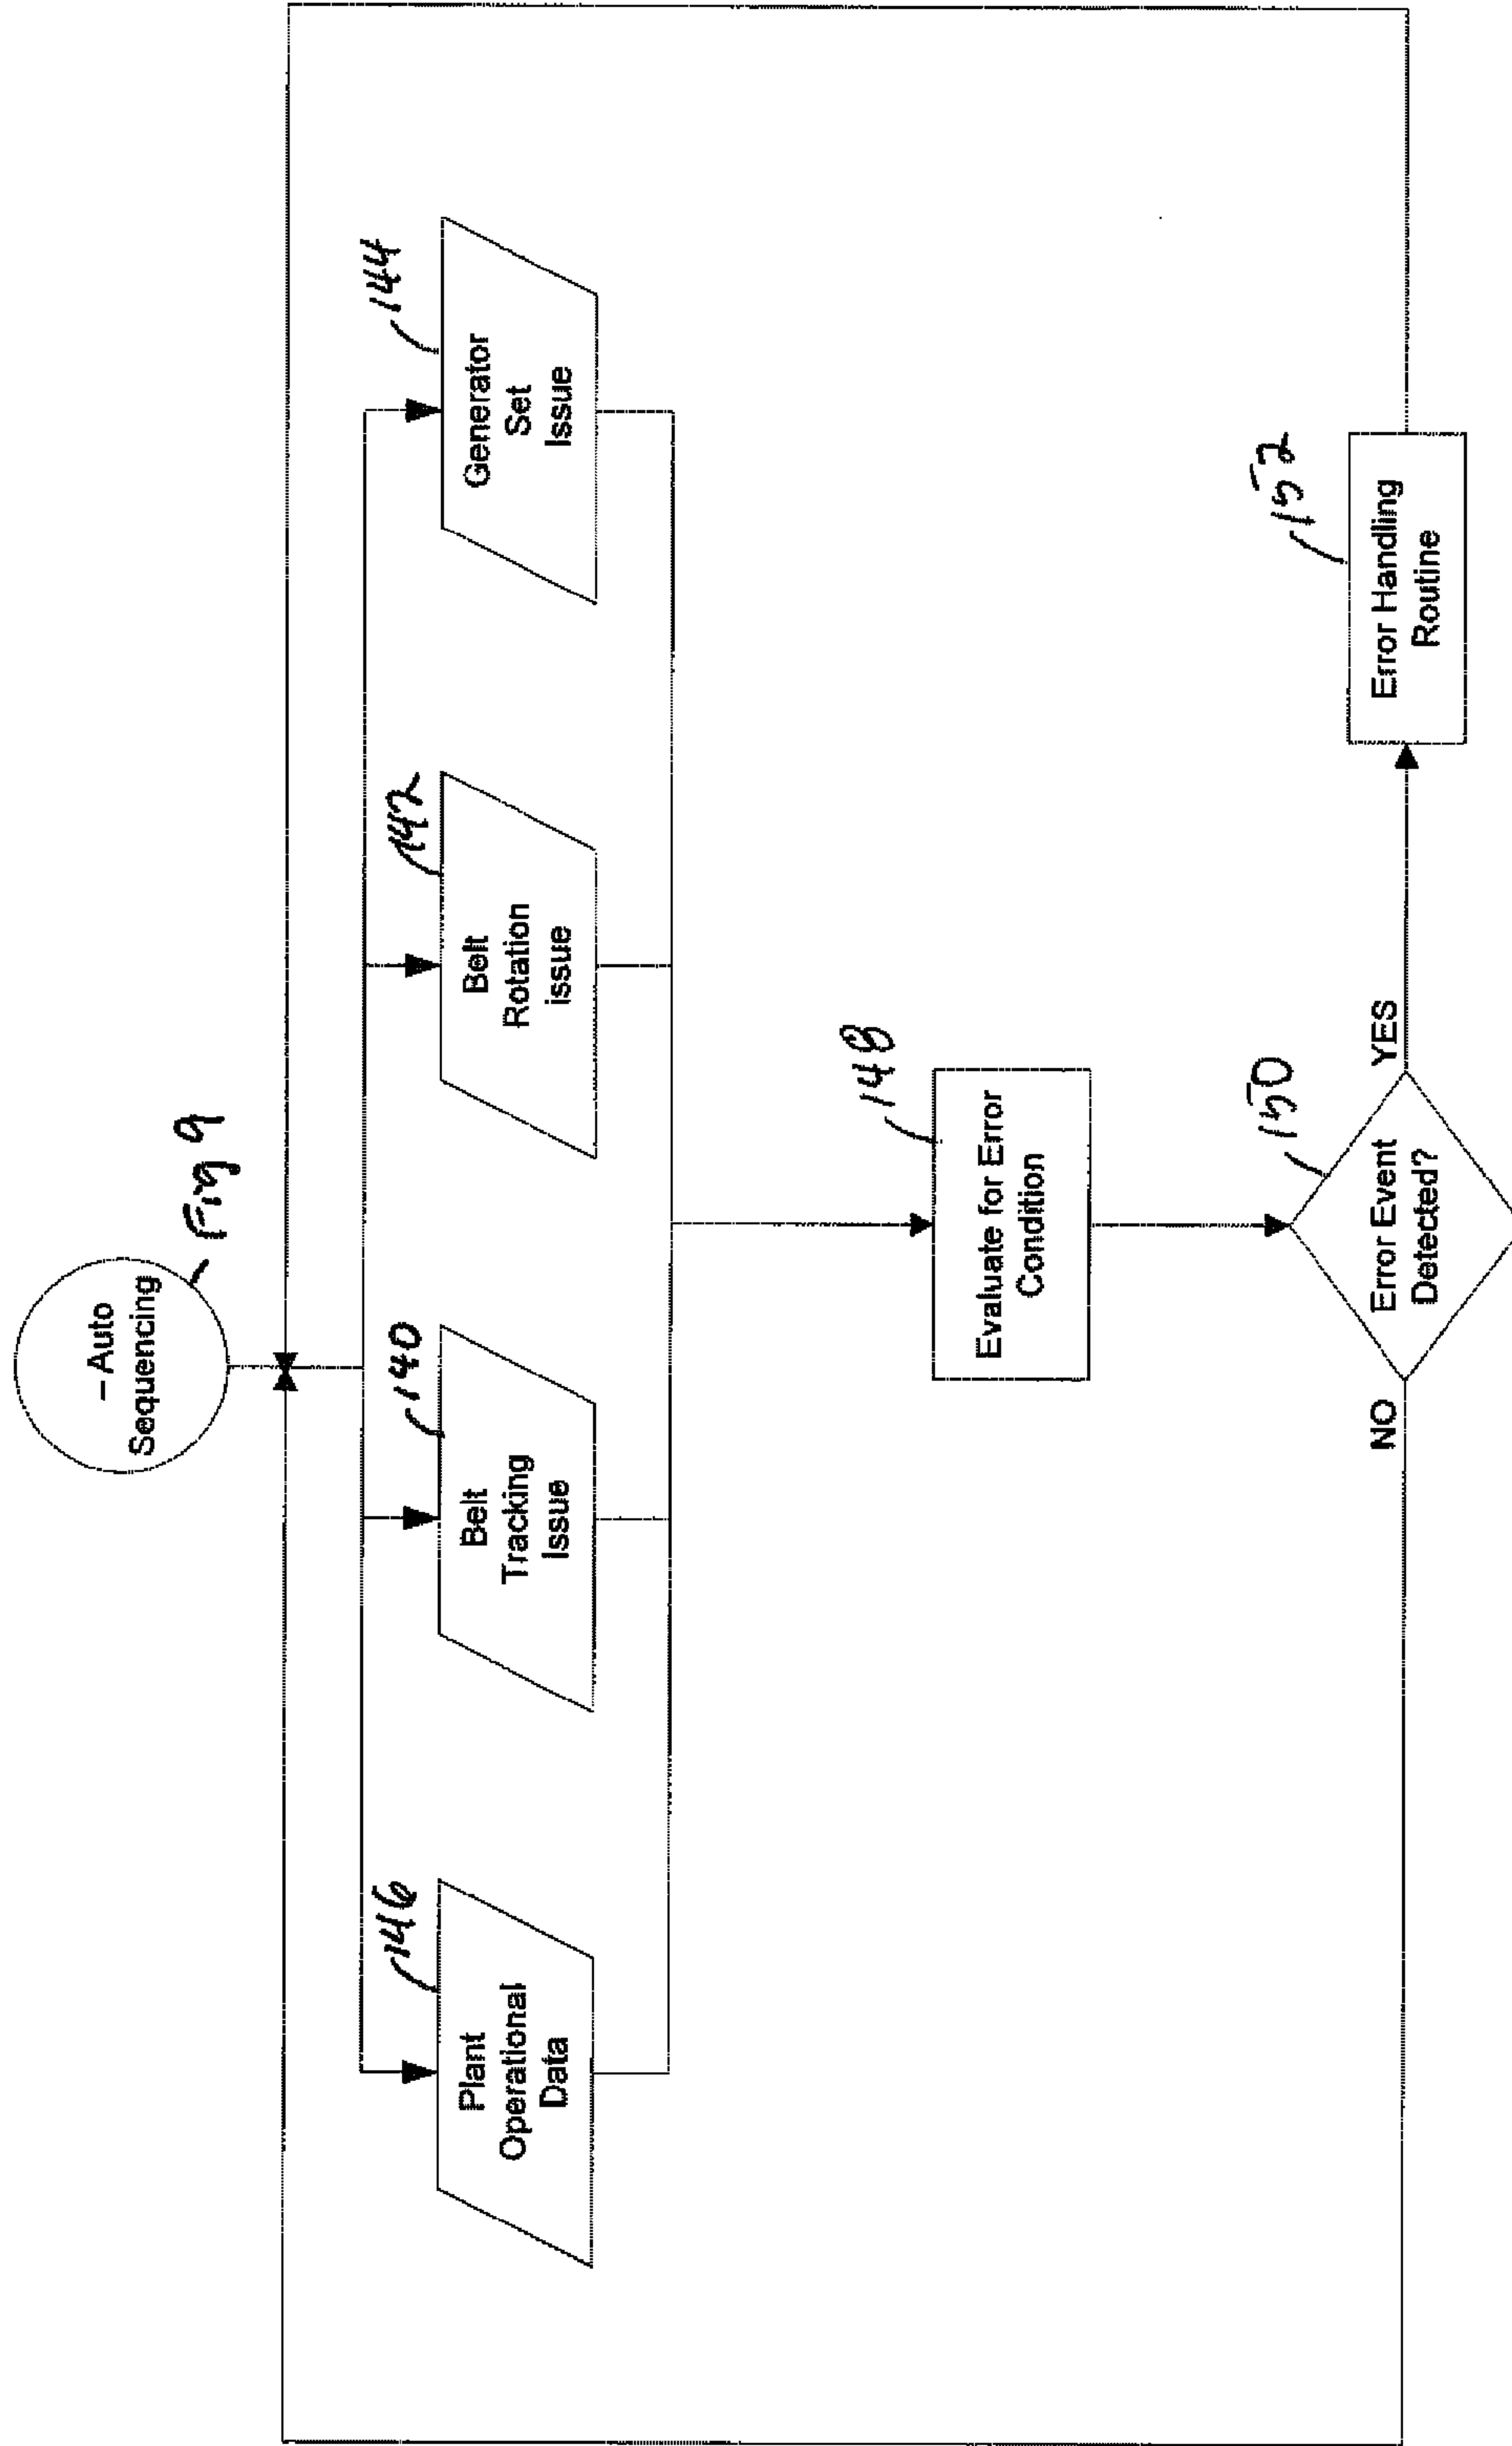 – Auto
Sequencing
Fig 9
146
Plant
Operational
Data
140
Belt
Tracking
Issue
142
Belt
Rotation
issue
144
Generator
Set
Issue
148
Evaluate for Error
Condition
150
Error Event
Detected?
NO
YES
152
Error Handling
Routine